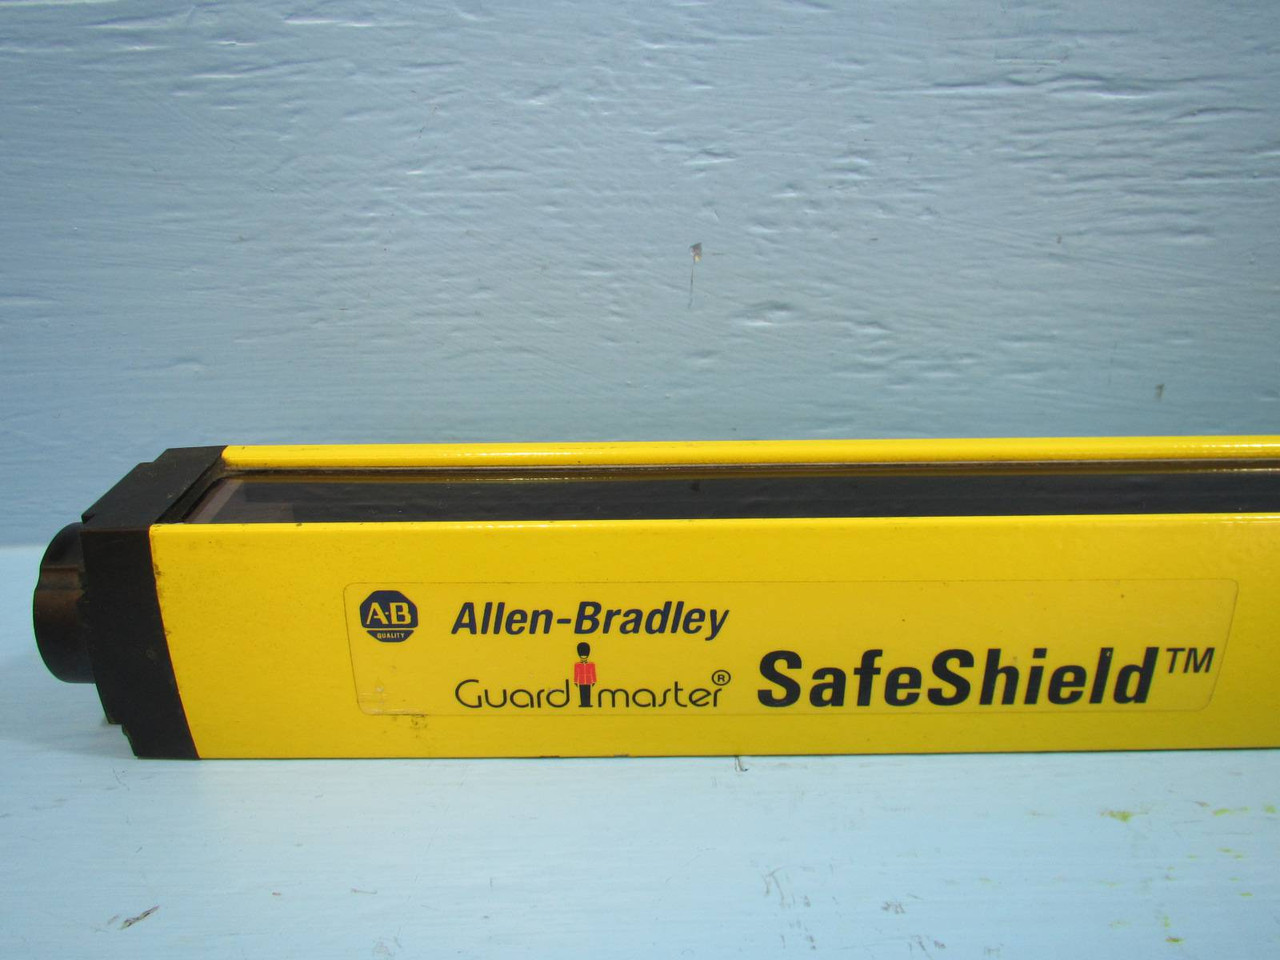 A·B
QUALITY
Allen-Bradley
Guardmaster®
SafeShield™